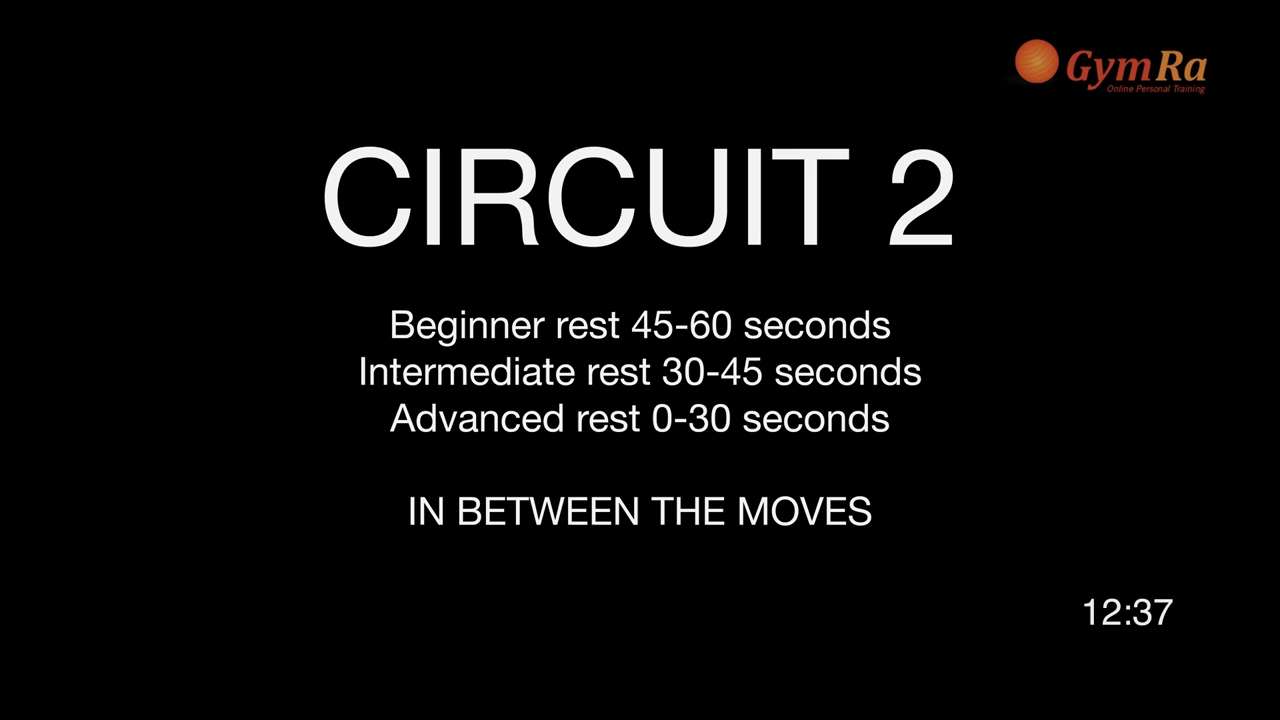 GymRa
Online Personal Training
CIRCUIT 2
Beginner rest 45-60 seconds
Intermediate rest 30-45 seconds
Advanced rest 0-30 seconds
IN BETWEEN THE MOVES
12:37